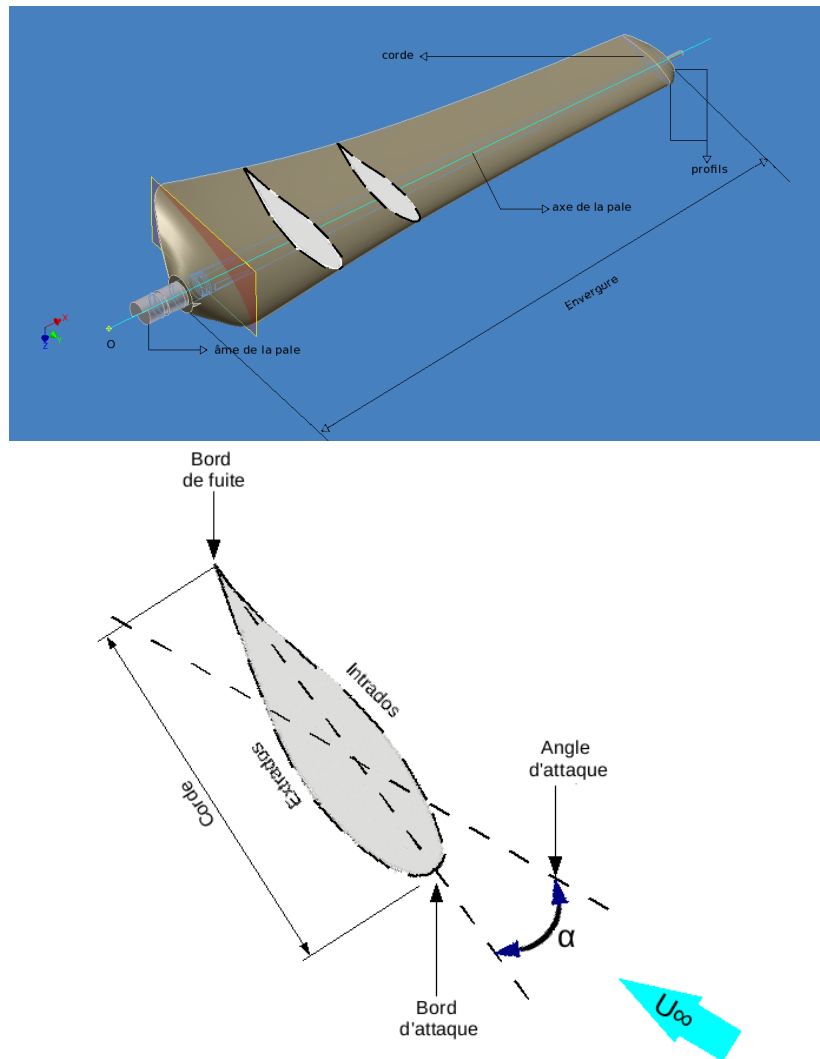 corde
profils
axe de la pale
Envergure
X
Y
Z
O
âme de la pale
Bord
de fuite
Intrados
Extrados
Corde
Angle
d'attaque
α
Bord
d'attaque
U∞